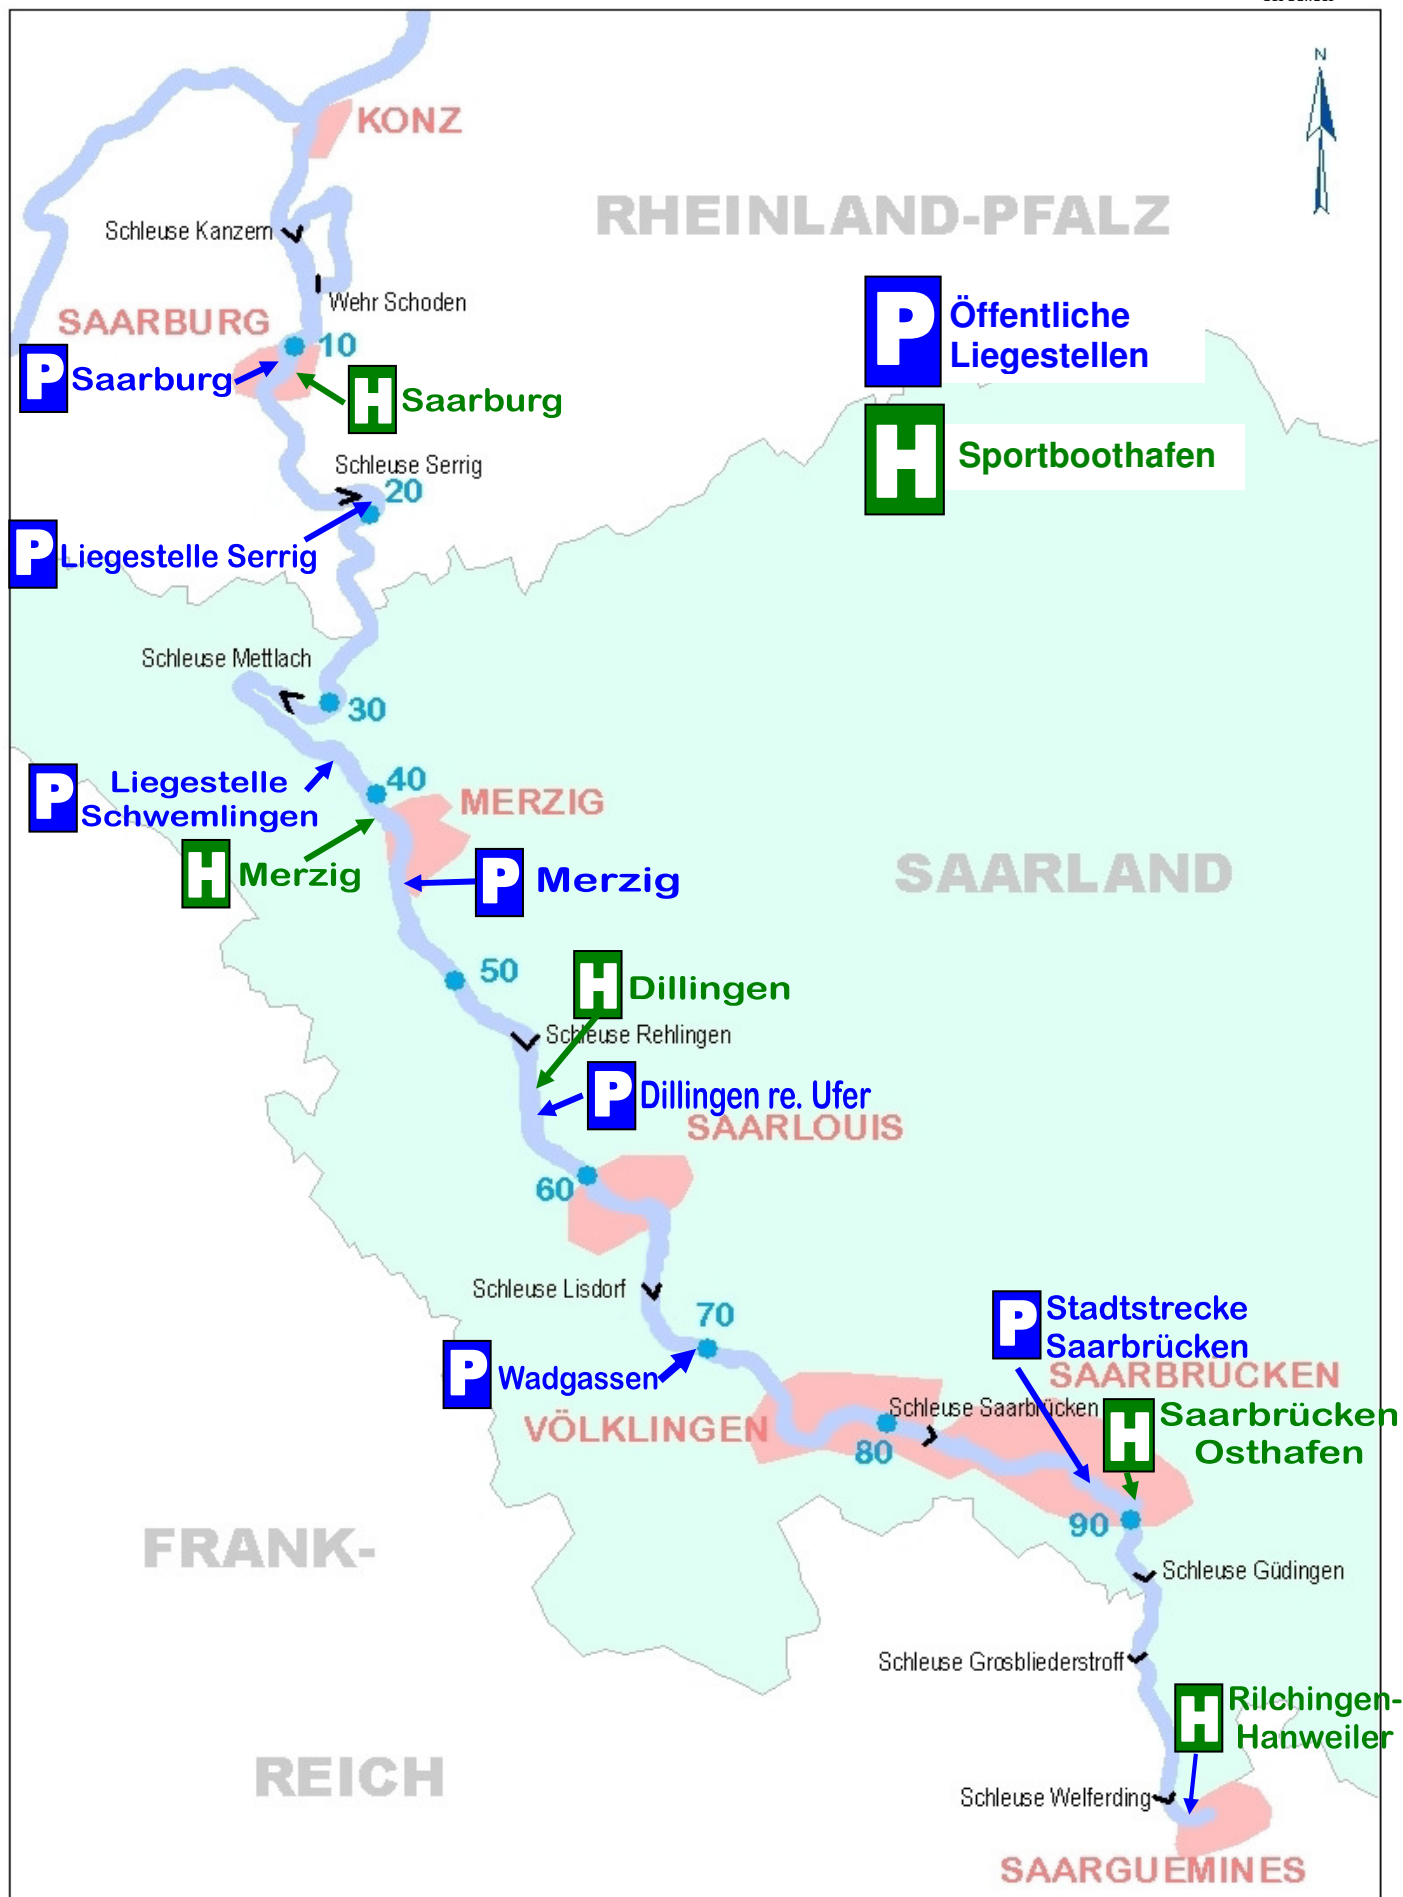 N
KONZ
RHEINLAND-PFALZ
Schleuse Kanzem
Wehr Schoden
SAARBURG
10
P Saarburg
H Saarburg
P Öffentliche
Liegestellen
H Sportboothafen
Schleuse Serrig
20
P Liegestelle Serrig
Schleuse Mettlach
30
P Liegestelle
Schwemlingen
40
MERZIG
H Merzig
P Merzig
SAARLAND
50
H Dillingen
Schleuse Rehlingen
P Dillingen re. Ufer
SAARLOUIS
60
Schleuse Lisdorf
70
P Wadgassen
P Stadtstrecke
Saarbrücken
SAARBRÜCKEN
Schleuse Saarbrücken
H Saarbrücken
Osthafen
VÖLKLINGEN
80
90
FRANK-
Schleuse Güdingen
Schleuse Grosbliederstroff
H Rilchingen-
Hanweiler
REICH
Schleuse Welferding
SAARGUEMINES